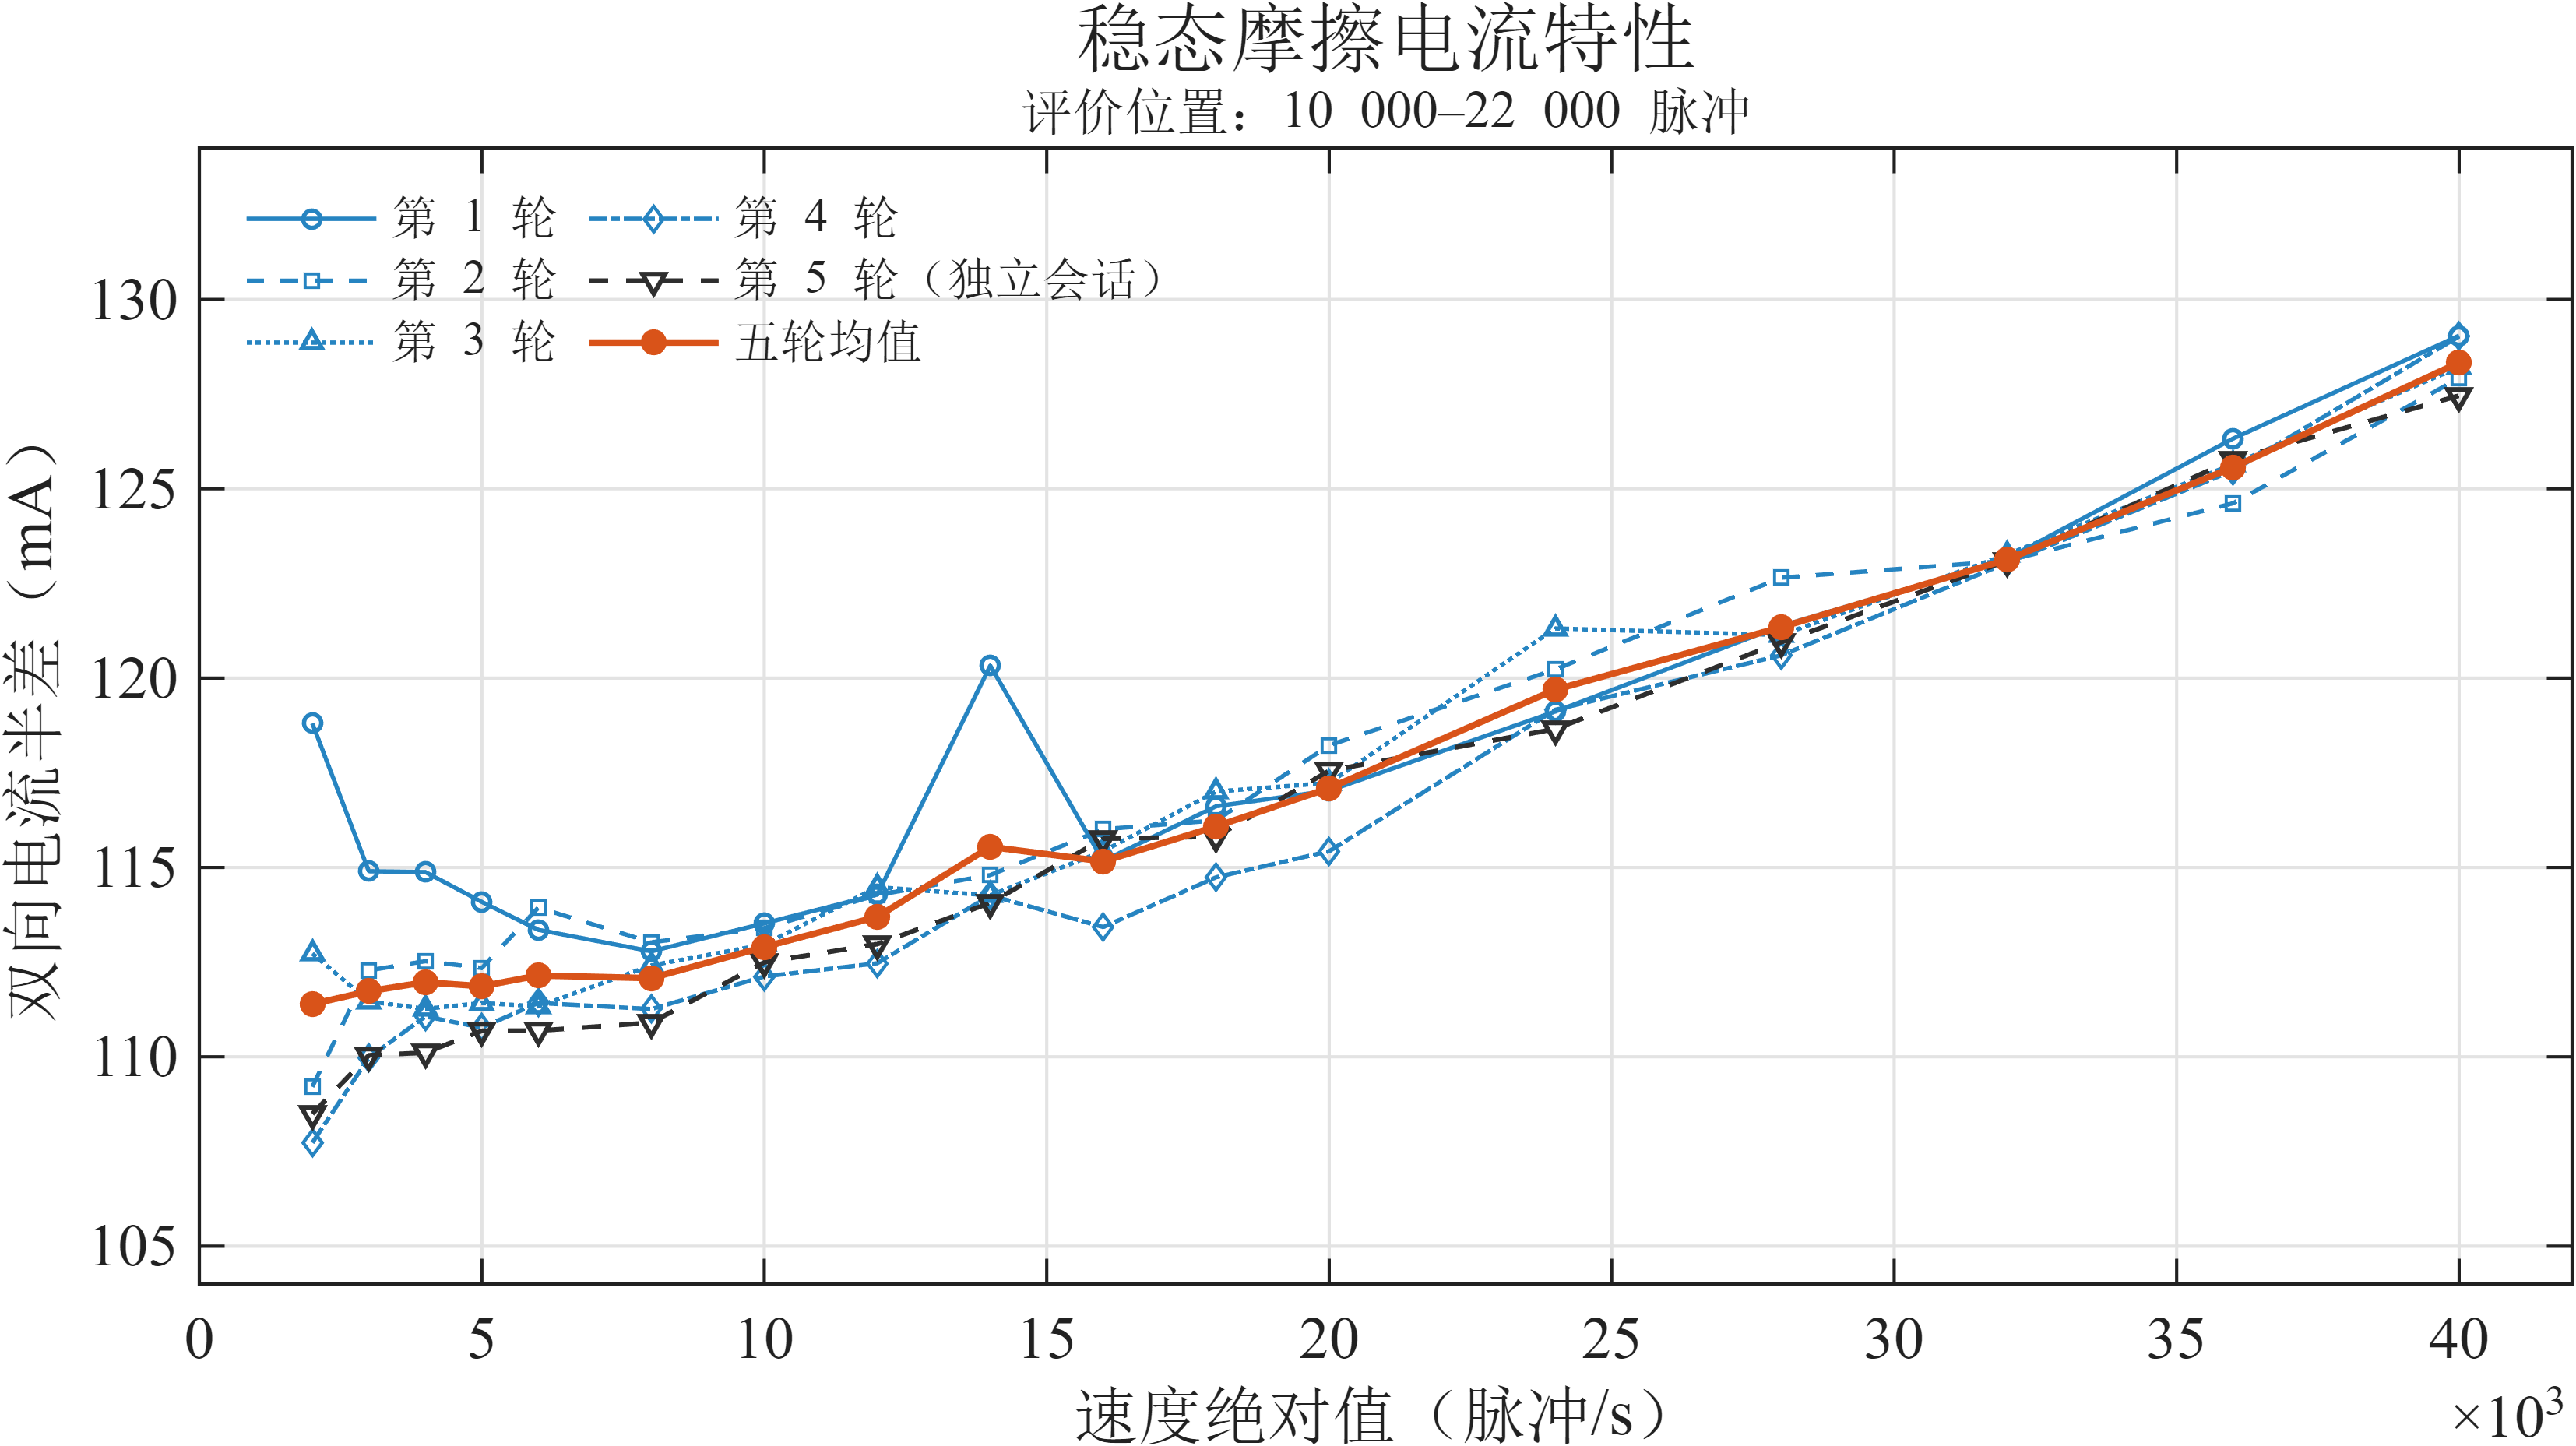 稳态摩擦电流特性
评价位置：10 000–22 000 脉冲
第 1 轮
第 2 轮
第 3 轮
第 4 轮
第 5 轮（独立会话）
五轮均值
双向电流半差（mA）
130
125
120
115
110
105
0 5 10 15 20 25 30 35 40
×10³
速度绝对值（脉冲/s）